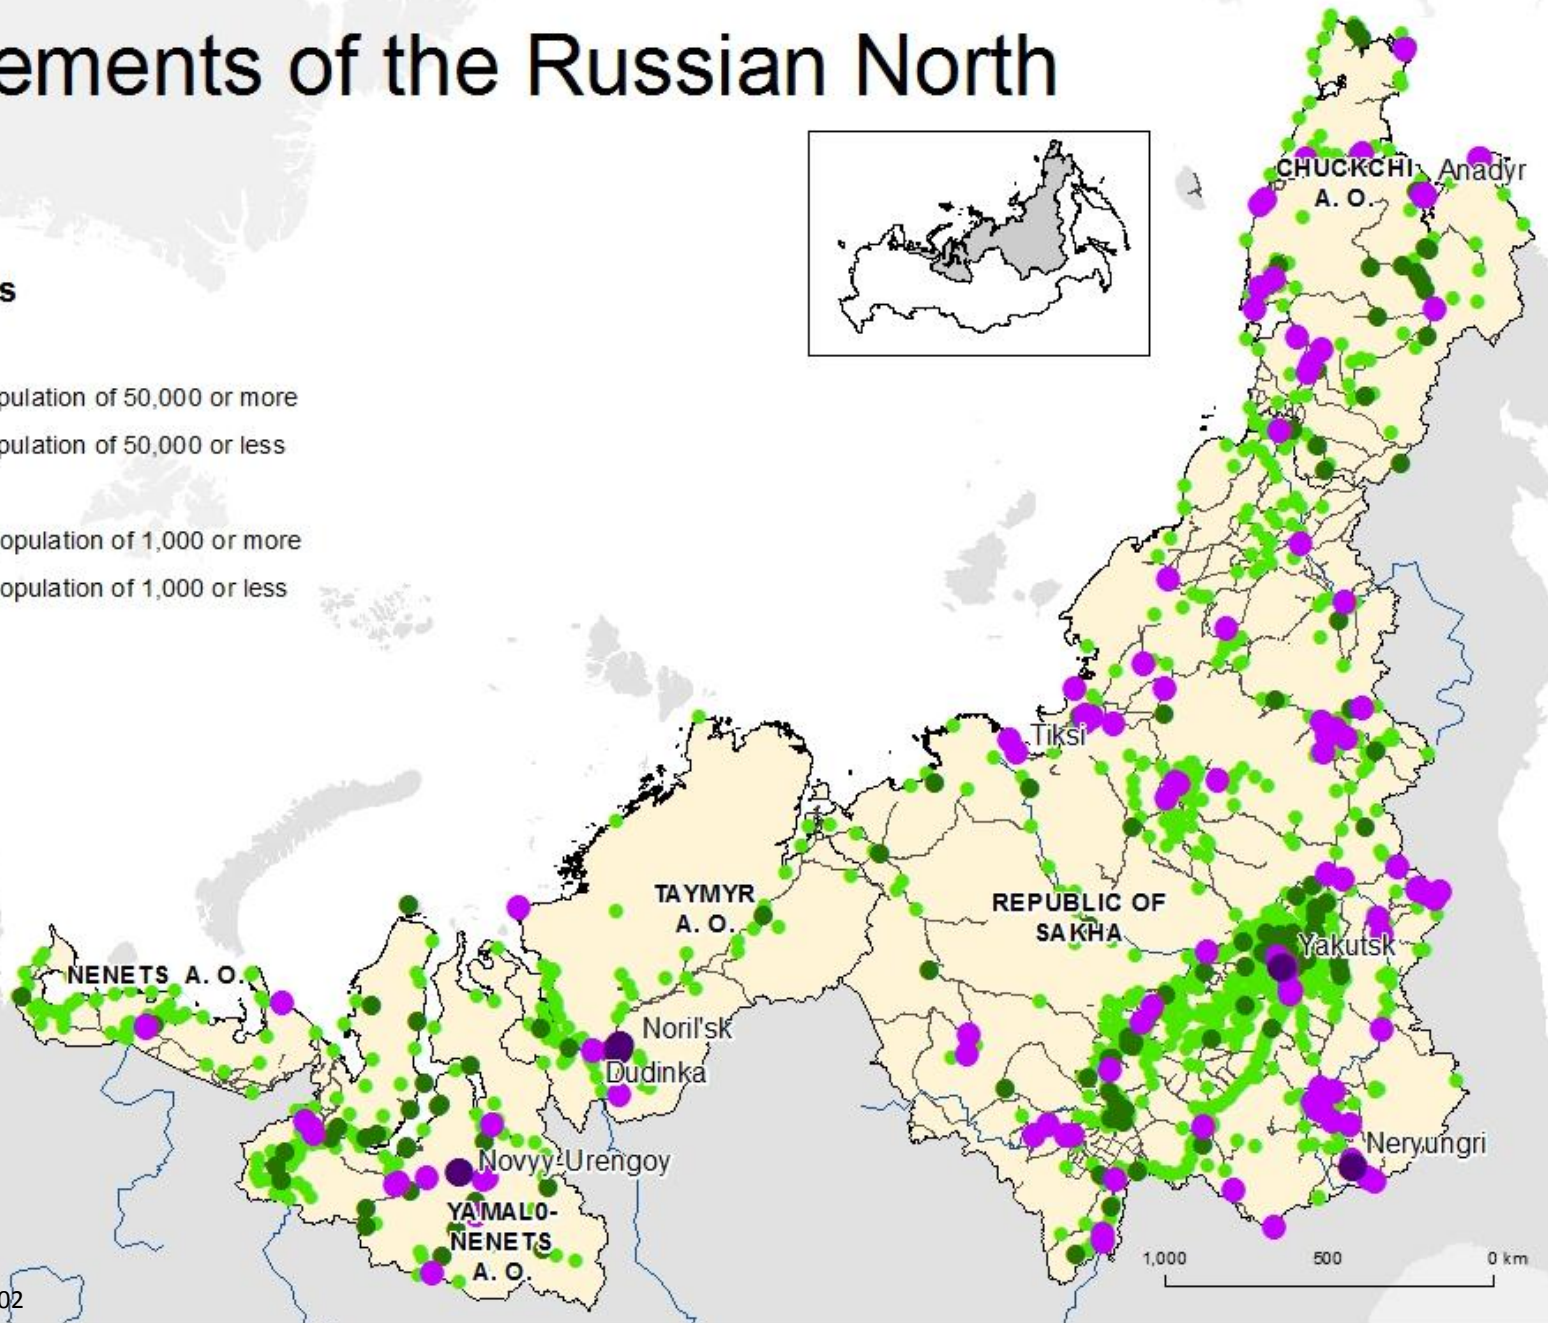 ements of the Russian North
s
pulation of 50,000 or more
pulation of 50,000 or less
opulation of 1,000 or more
opulation of 1,000 or less
CHUCKCHI
A. O.
Anadyr
Tiksi
TAYMYR
A. O.
REPUBLIC OF
SAKHA
Yakutsk
NENETS A. O.
Noril'sk
Dudinka
Novyy-Urengoy
Neryungri
YAMAL0-
NENETS
A. O.
1,000 500 0 km
02